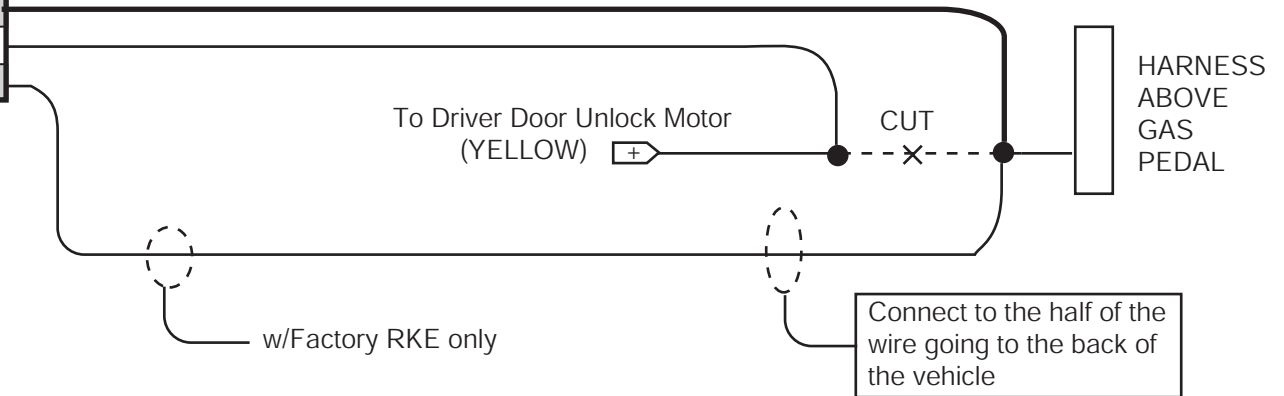 To Driver Door Unlock Motor
(YELLOW)
+
CUT
HARNESS
ABOVE
GAS
PEDAL
w/Factory RKE only
Connect to the half of the
wire going to the back of
the vehicle